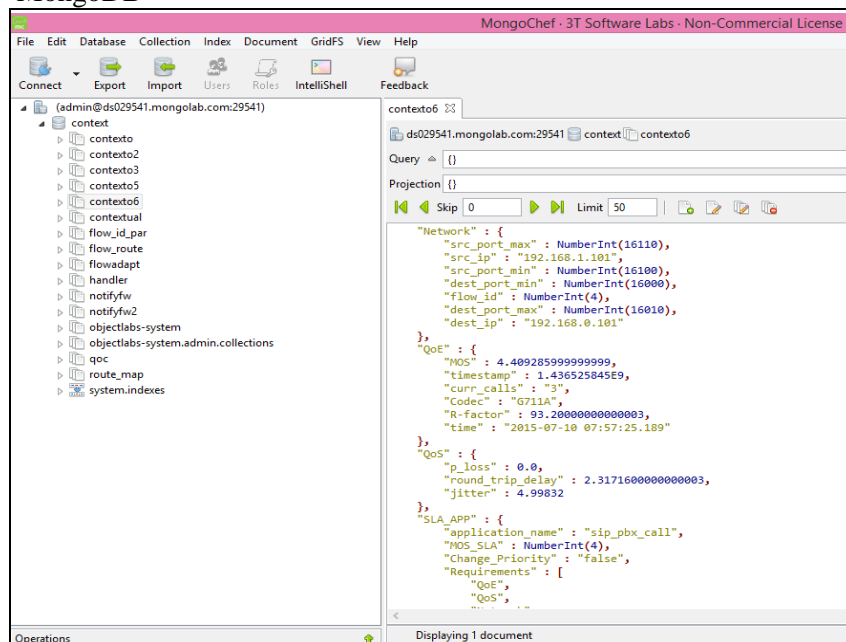 MongoDB
MongoChef - 3T Software Labs - Non-Commercial License
File Edit Database Collection Index Document GridFS View Help
Connect Export Import Users Roles IntelliShell Feedback
(admin@ds029541.mongolab.com:29541)
context
contexto
contexto2
contexto3
contexto5
contexto6
contextual
flow_id_par
flow_route
flowadapt
handler
notifyfw
notifyfw2
objectlabs-system
objectlabs-system.admin.collections
qoc
route_map
system.indexes
Operations
contexto6
ds029541.mongolab.com:29541 context contexto6
Query {}
Projection {}
Skip 0 Limit 50
"Network" : {
"src_port_max" : NumberInt(16110),
"src_ip" : "192.168.1.101",
"src_port_min" : NumberInt(16100),
"dest_port_min" : NumberInt(16000),
"flow_id" : NumberInt(4),
"dest_port_max" : NumberInt(16010),
"dest_ip" : "192.168.0.101"
},
"QoE" : {
"MOS" : 4.409285999999999,
"timestamp" : 1.436525845E9,
"curr_calls" : "3",
"Codec" : "G711A",
"R-factor" : 93.20000000000003,
"time" : "2015-07-10 07:57:25.189"
},
"QoS" : {
"p_loss" : 0.0,
"round_trip_delay" : 2.3171600000000003,
"jitter" : 4.99832
},
"SLA_APP" : {
"application_name" : "sip_pbx_call",
"MOS_SLA" : NumberInt(4),
"Change_Priority" : "false",
"Requirements" : [
"QoE",
"QoS",
Displaying 1 document